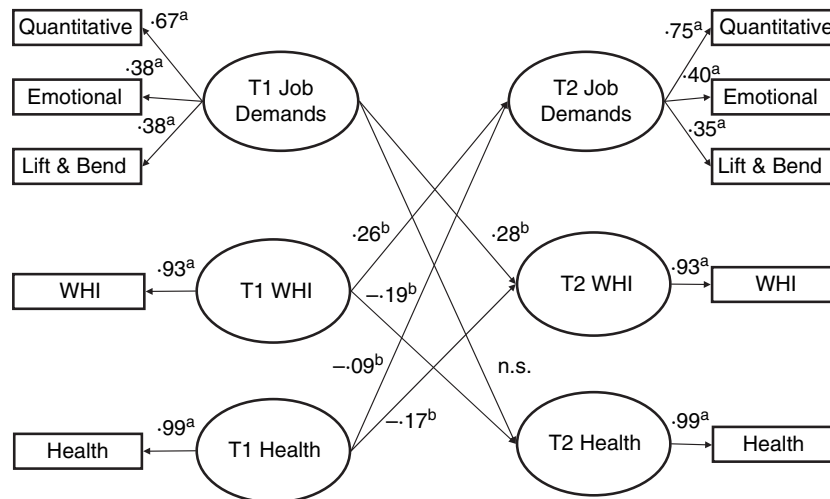 Quantitative
·67ᵃ
·75ᵃ
Quantitative
Emotional
·38ᵃ
T1 Job
Demands
T2 Job
Demands
·40ᵃ
Emotional
·38ᵃ
·35ᵃ
Lift & Bend
Lift & Bend
·26ᵇ
·28ᵇ
WHI
·93ᵃ
T1 WHI
–·19ᵇ
T2 WHI
·93ᵃ
WHI
–·09ᵇ
n.s.
–·17ᵇ
Health
·99ᵃ
T1 Health
T2 Health
·99ᵃ
Health